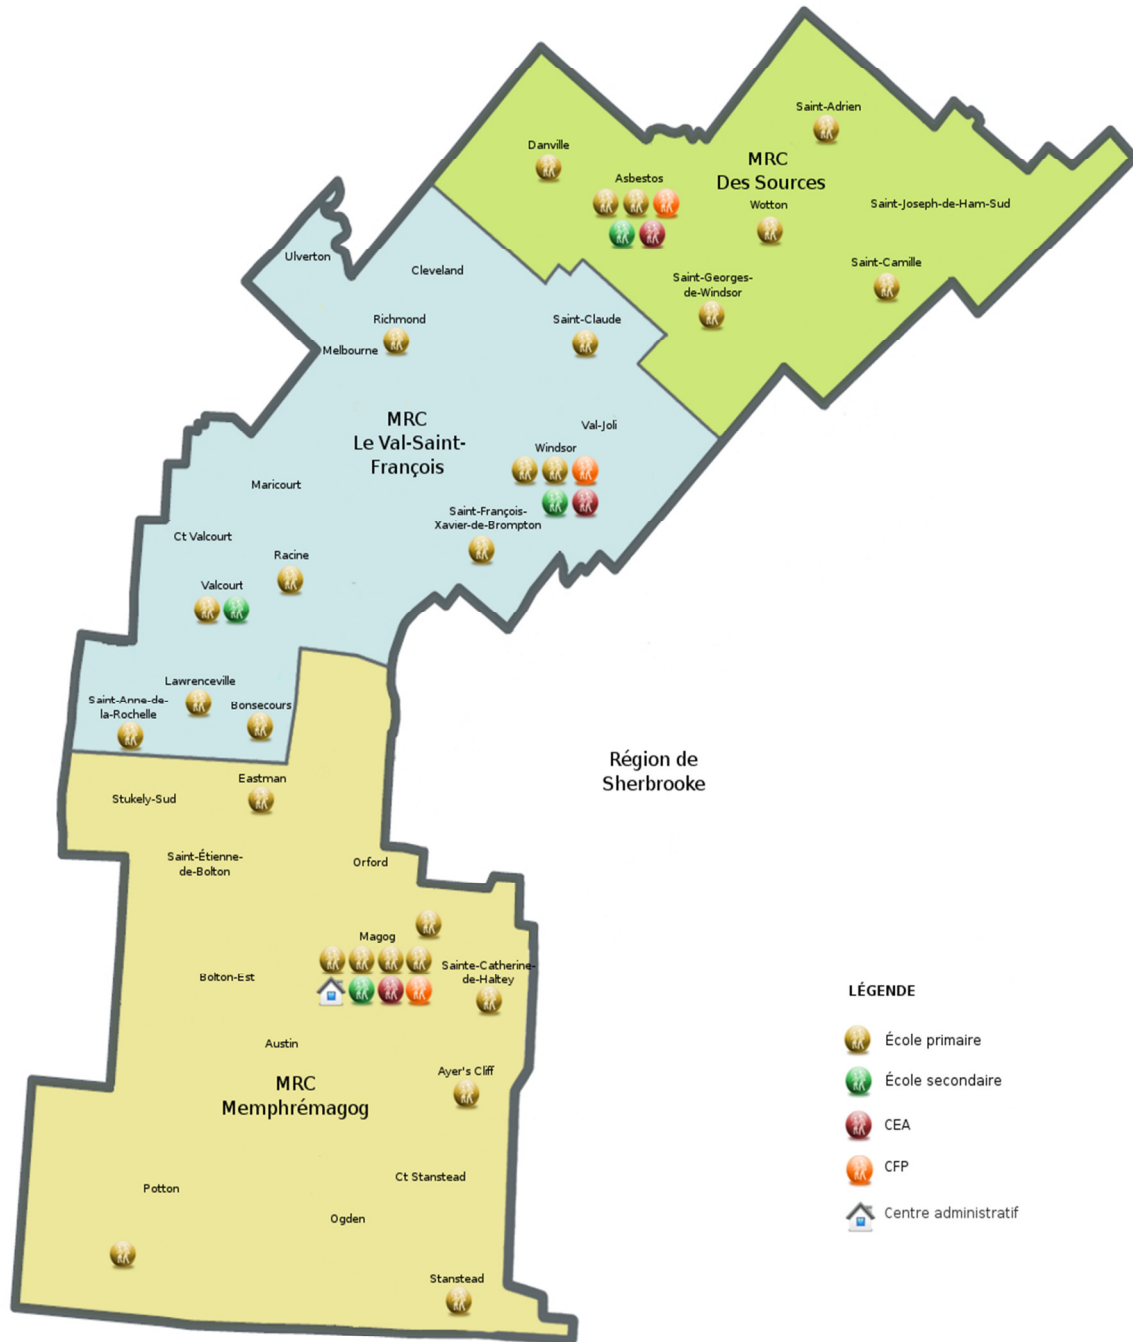 Saint-Adrien
Danville
MRC
Des Sources
Asbestos
Wotton
Saint-Joseph-de-Ham-Sud
Saint-Camille
Saint-Georges-
de-Windsor
Ulverton
Cleveland
Richmond
Saint-Claude
Melbourne
MRC
Le Val-Saint-
François
Val-Joli
Windsor
Maricourt
Saint-François-
Xavier-de-Brompton
Ct Valcourt
Racine
Valcourt
Lawrenceville
Saint-Anne-de-
la-Rochelle
Bonsecours
Région de
Sherbrooke
Eastman
Stukely-Sud
Saint-Étienne-
de-Bolton
Orford
Magog
Sainte-Catherine-
de-Haltey
Bolton-Est
Austin
Ayer's Cliff
MRC
Memphrémagog
Ct Stanstead
Potton
Ogden
Stanstead
LÉGENDE
École primaire
École secondaire
CEA
CFP
Centre administratif